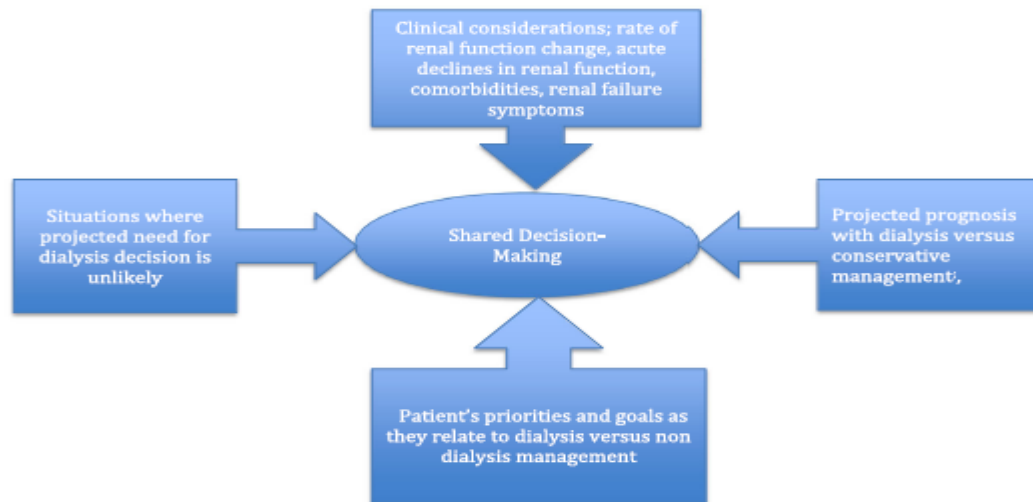 Clinical considerations; rate of
renal function change, acute
declines in renal function,
comorbidities, renal failure
symptoms
Situations where
projected need for
dialysis decision is
unlikely
Shared Decision–
Making
Projected prognosis
with dialysis versus
conservative
management;,
Patient's priorities and goals as
they relate to dialysis versus non
dialysis management